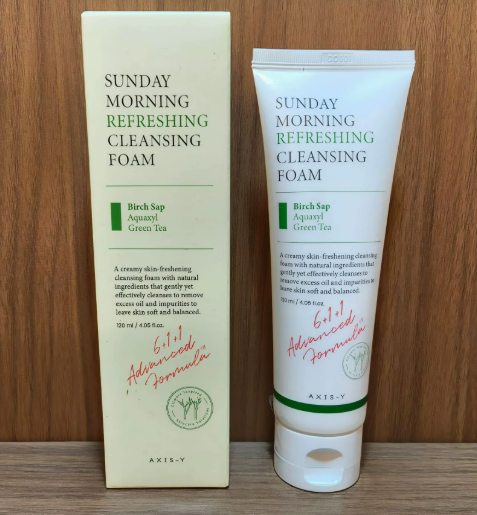 SUNDAY
MORNING
REFRESHING
CLEANSING
FOAM
Birch Sap
Aquaxyl
Green Tea
A creamy skin-freshening
cleansing foam with natural
ingredients that gently yet
effectively cleanses to remove
excess oil and impurities to
leave skin soft and balanced.
120 ml / 4.05 fl.oz.
6+1+1
Advanced
Formula
AXIS-Y
SUNDAY
MORNING
REFRESHING
CLEANSING
FOAM
Birch Sap
Aquaxyl
Green Tea
A creamy skin-freshening cleansing
foam with natural ingredients that
gently yet effectively cleanses to
remove excess oil and impurities to
leave skin soft and balanced.
120 ml / 4.05 fl.oz.
6+1+1
Advanced
Formula
AXIS-Y